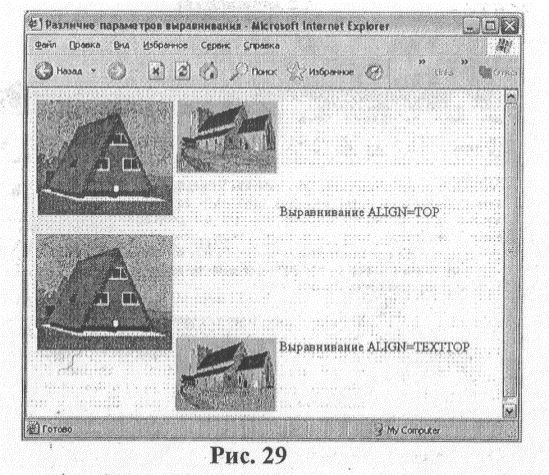 Различие параметров выравнивания - Microsoft Internet Explorer
Файл Правка Вид Избранное Сервис Справка
Назад Поиск Избранное » Links »
Выравнивание ALIGN=TOP
Выравнивание ALIGN=TEXTTOP
Готово My Computer
Рис. 29